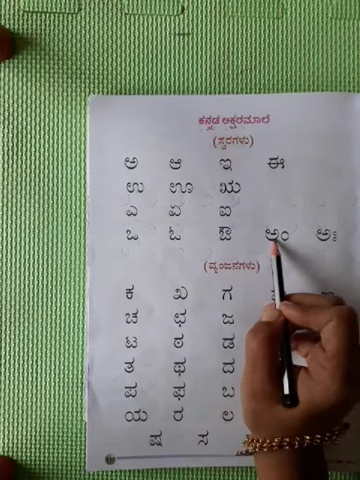 ಕನ್ನಡ ಅಕ್ಷರಮಾಲೆ
(ಸ್ವರಗಳು)
ಅ ಆ ಇ ಈ
ಉ ಊ ಋ
ಎ ಏ ಐ
ಒ ಓ ಔ ಅಂ ಅಃ
(ವ್ಯಂಜನಗಳು)
ಕ ಖ ಗ
ಚ ಛ ಜ
ಟ ಠ ಡ
ತ ಥ ದ
ಪ ಫ ಬ
ಯ ರ ಲ
ಷ ಸ